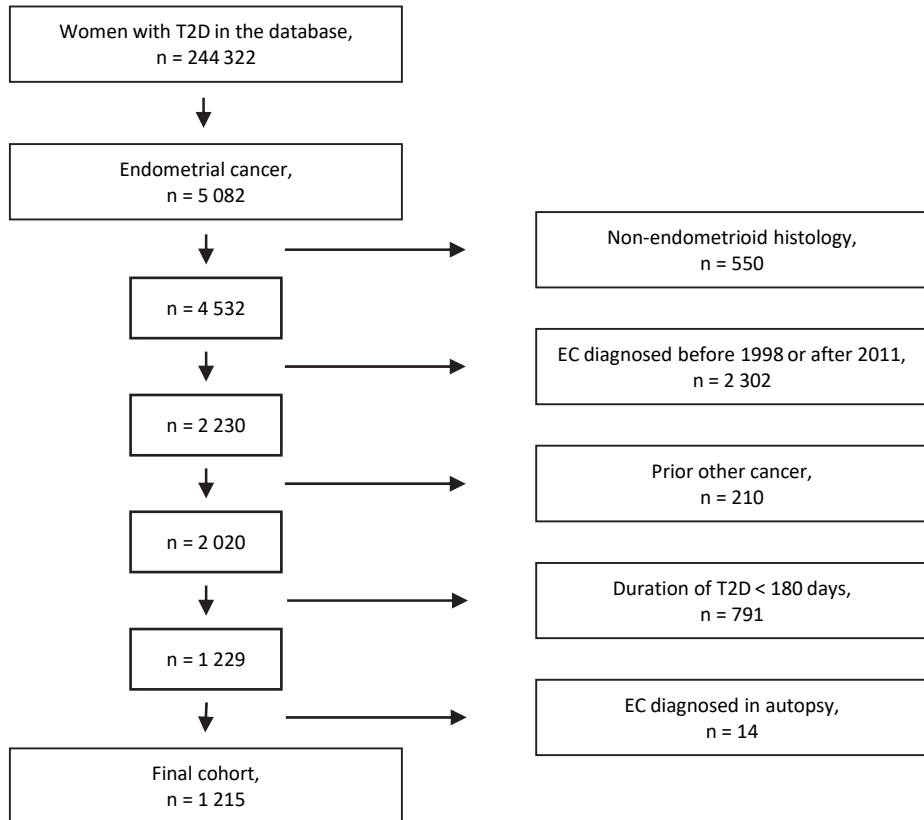 Women with T2D in the database,
n = 244 322
Endometrial cancer,
n = 5 082
Non-endometrioid histology,
n = 550
n = 4 532
EC diagnosed before 1998 or after 2011,
n = 2 302
n = 2 230
Prior other cancer,
n = 210
n = 2 020
Duration of T2D < 180 days,
n = 791
n = 1 229
EC diagnosed in autopsy,
n = 14
Final cohort,
n = 1 215